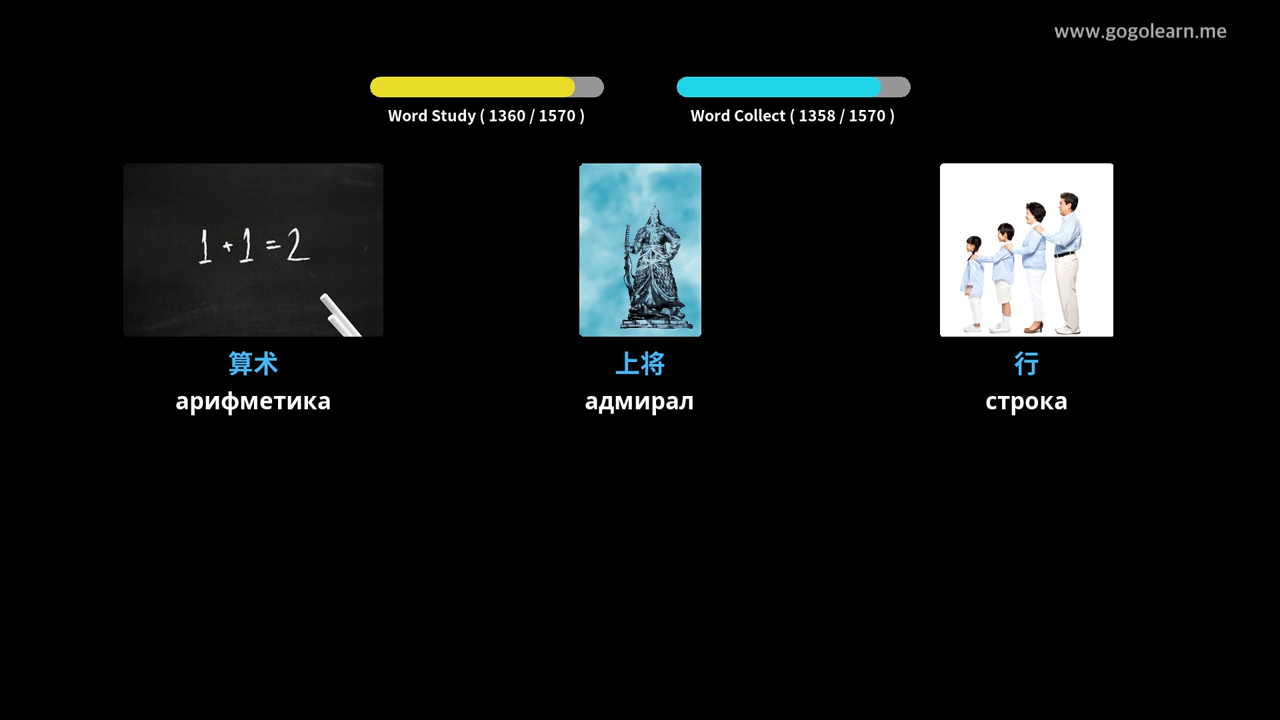 www.gogolearn.me
Word Study ( 1360 / 1570 )
Word Collect ( 1358 / 1570 )
1 + 1 = 2
算术
арифметика
上将
адмирал
行
строка